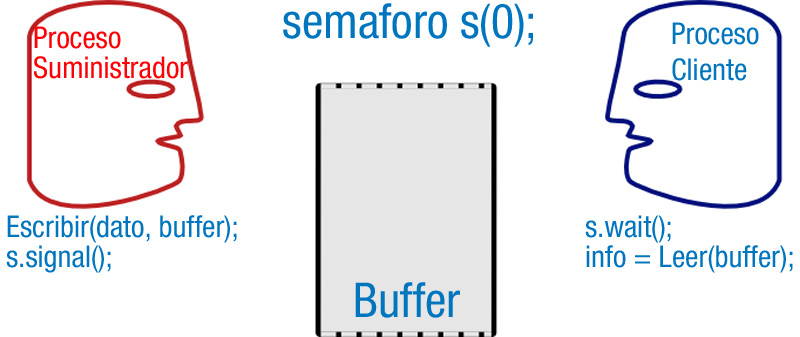 semaforo s(0);
Proceso
Suministrador
Proceso
Cliente
Escribir(dato, buffer);
s.signal();
s.wait();
info = Leer(buffer);
Buffer